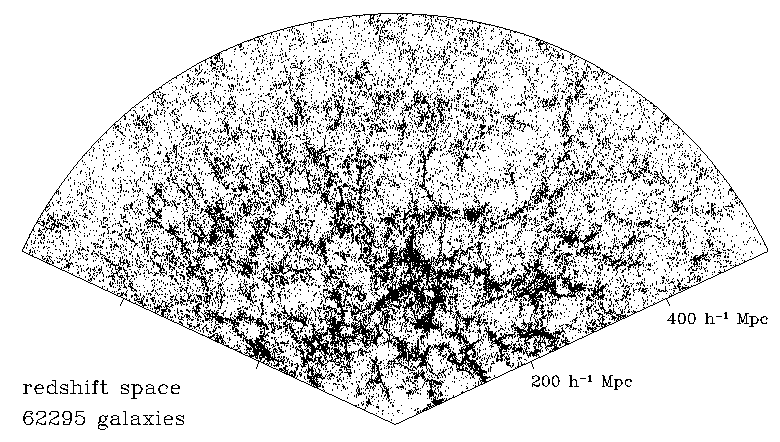 400 h⁻¹ Mpc
200 h⁻¹ Mpc
redshift space
62295 galaxies